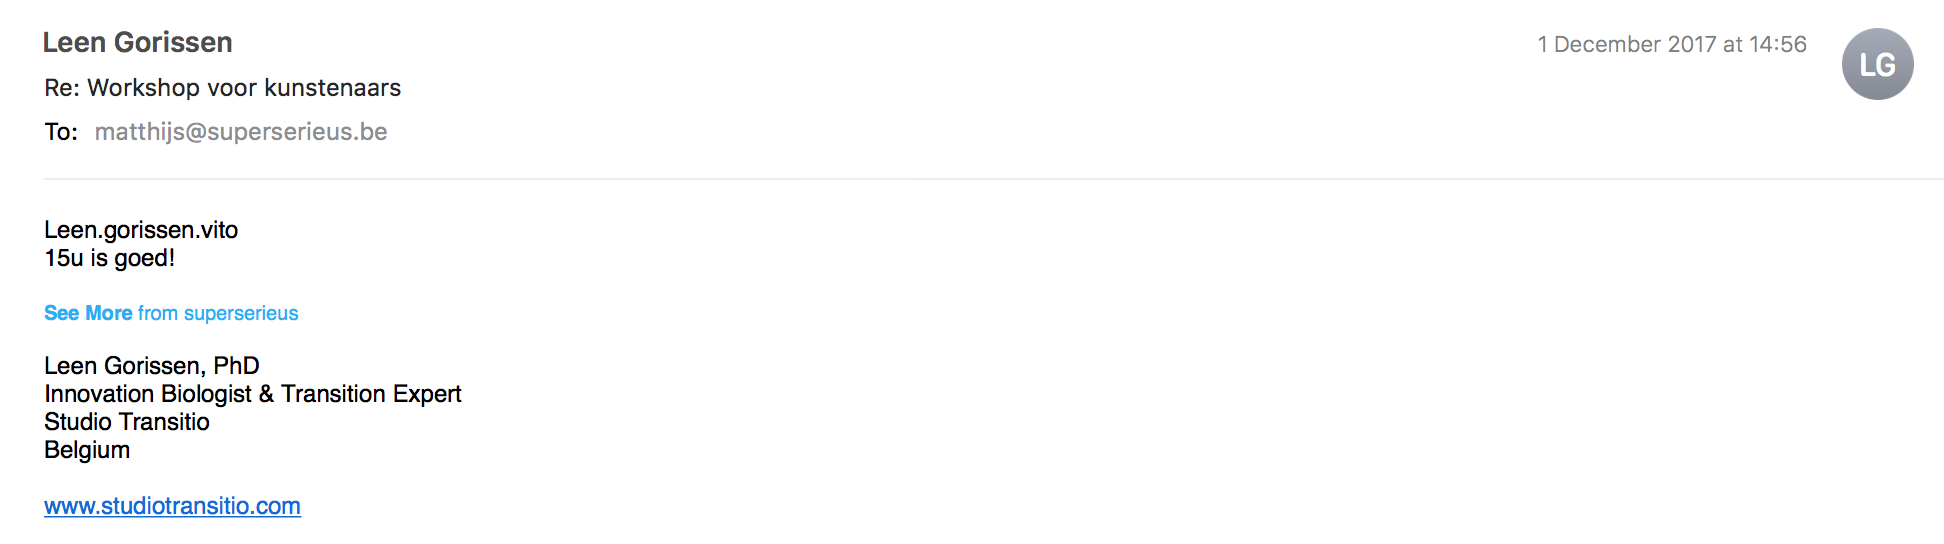 Leen Gorissen
1 December 2017 at 14:56
LG
Re: Workshop voor kunstenaars
To: matthijs@superserieus.be
Leen.gorissen.vito
15u is goed!
See More from superserieus
Leen Gorissen, PhD
Innovation Biologist & Transition Expert
Studio Transitio
Belgium
www.studiotransitio.com